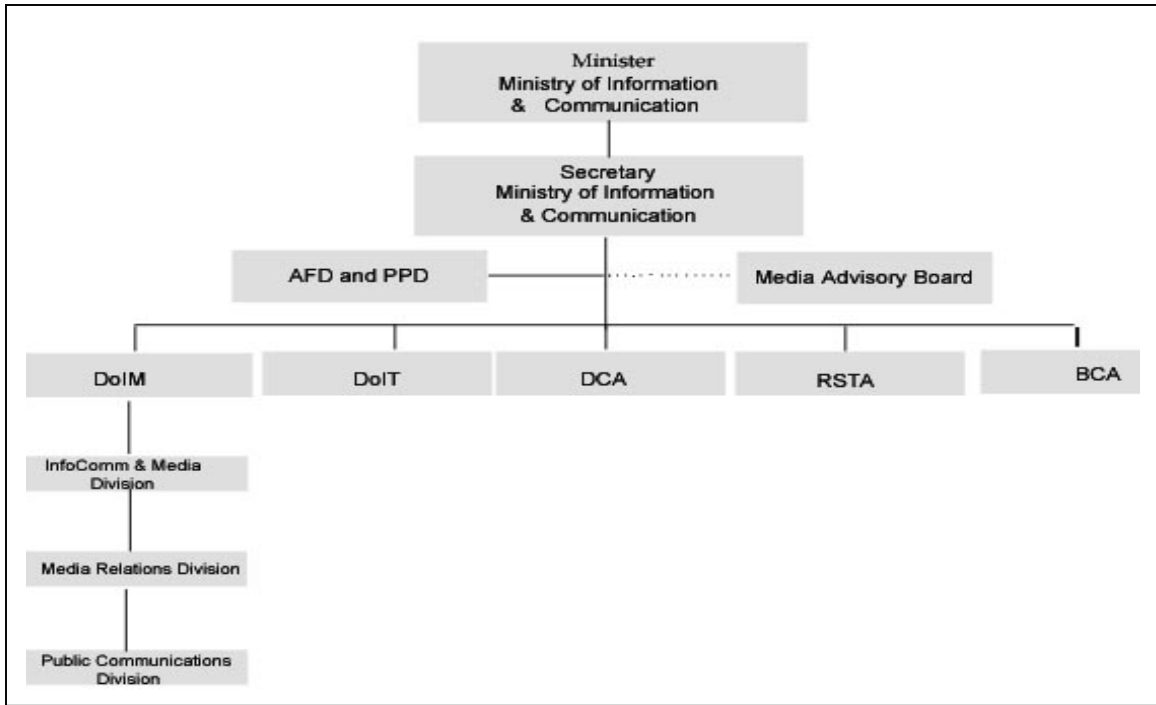 Minister
Ministry of Information
& Communication
Secretary
Ministry of Information
& Communication
AFD and PPD
Media Advisory Board
DoIM
DoIT
DCA
RSTA
BCA
InfoComm & Media
Division
Media Relations Division
Public Communications
Division